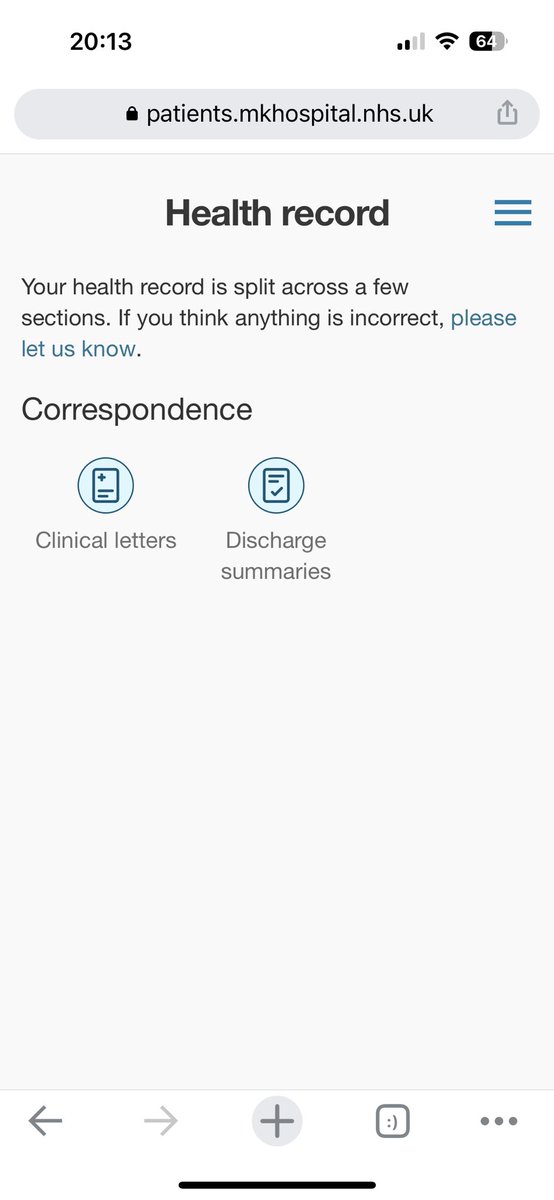 20:13
64
patients.mkhospital.nhs.uk
Health record
Your health record is split across a few
sections. If you think anything is incorrect, please
let us know.
Correspondence
Clinical letters
Discharge
summaries
:)